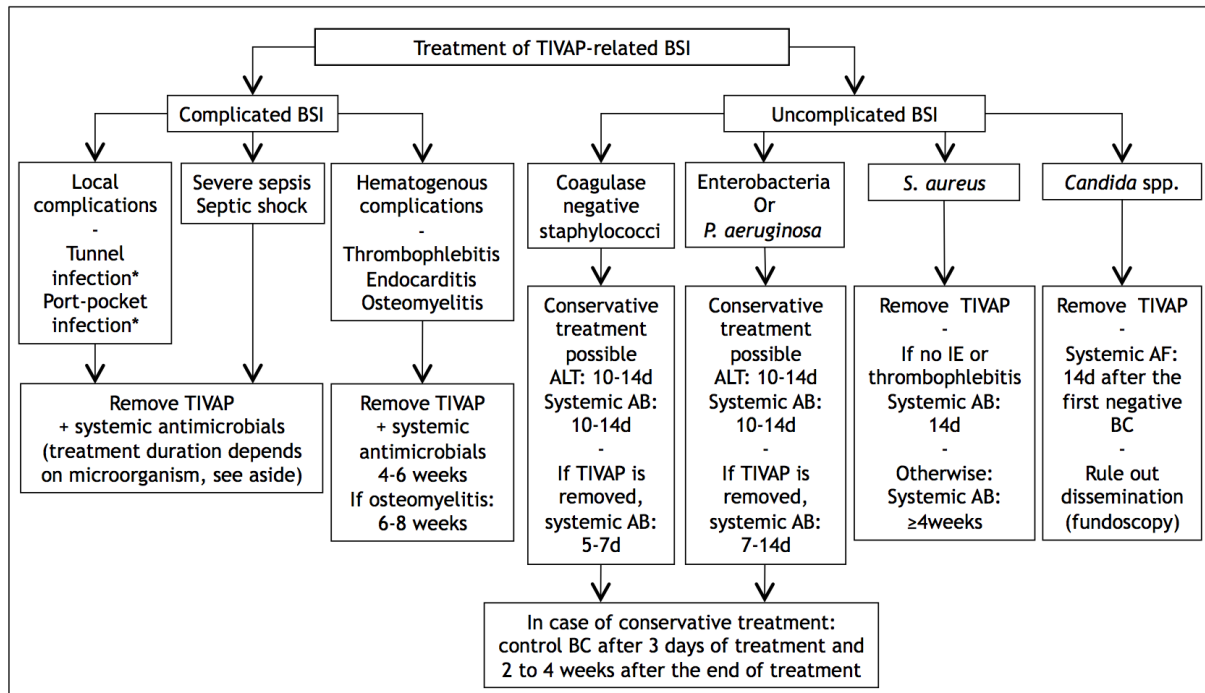 Treatment of TIVAP-related BSI
Complicated BSI
Uncomplicated BSI
Local
complications
-
Tunnel
infection*
Port-pocket
infection*
Severe sepsis
Septic shock
Hematogenous
complications
-
Thrombophlebitis
Endocarditis
Osteomyelitis
Coagulase
negative
staphylococci
Enterobacteria
Or
P. aeruginosa
S. aureus
Candida spp.
Remove TIVAP
+ systemic antimicrobials
(treatment duration depends
on microorganism, see aside)
Remove TIVAP
+ systemic
antimicrobials
4-6 weeks
If osteomyelitis:
6-8 weeks
Conservative
treatment
possible
ALT: 10-14d
Systemic AB:
10-14d
-
If TIVAP is
removed,
systemic AB:
5-7d
Conservative
treatment
possible
ALT: 10-14d
Systemic AB:
10-14d
-
If TIVAP is
removed,
systemic AB:
7-14d
Remove TIVAP
-
If no IE or
thrombophlebitis
Systemic AB:
14d
-
Otherwise:
Systemic AB:
≥4weeks
Remove TIVAP
-
Systemic AF:
14d after the
first negative
BC
-
Rule out
dissemination
(fundoscopy)
In case of conservative treatment:
control BC after 3 days of treatment and
2 to 4 weeks after the end of treatment